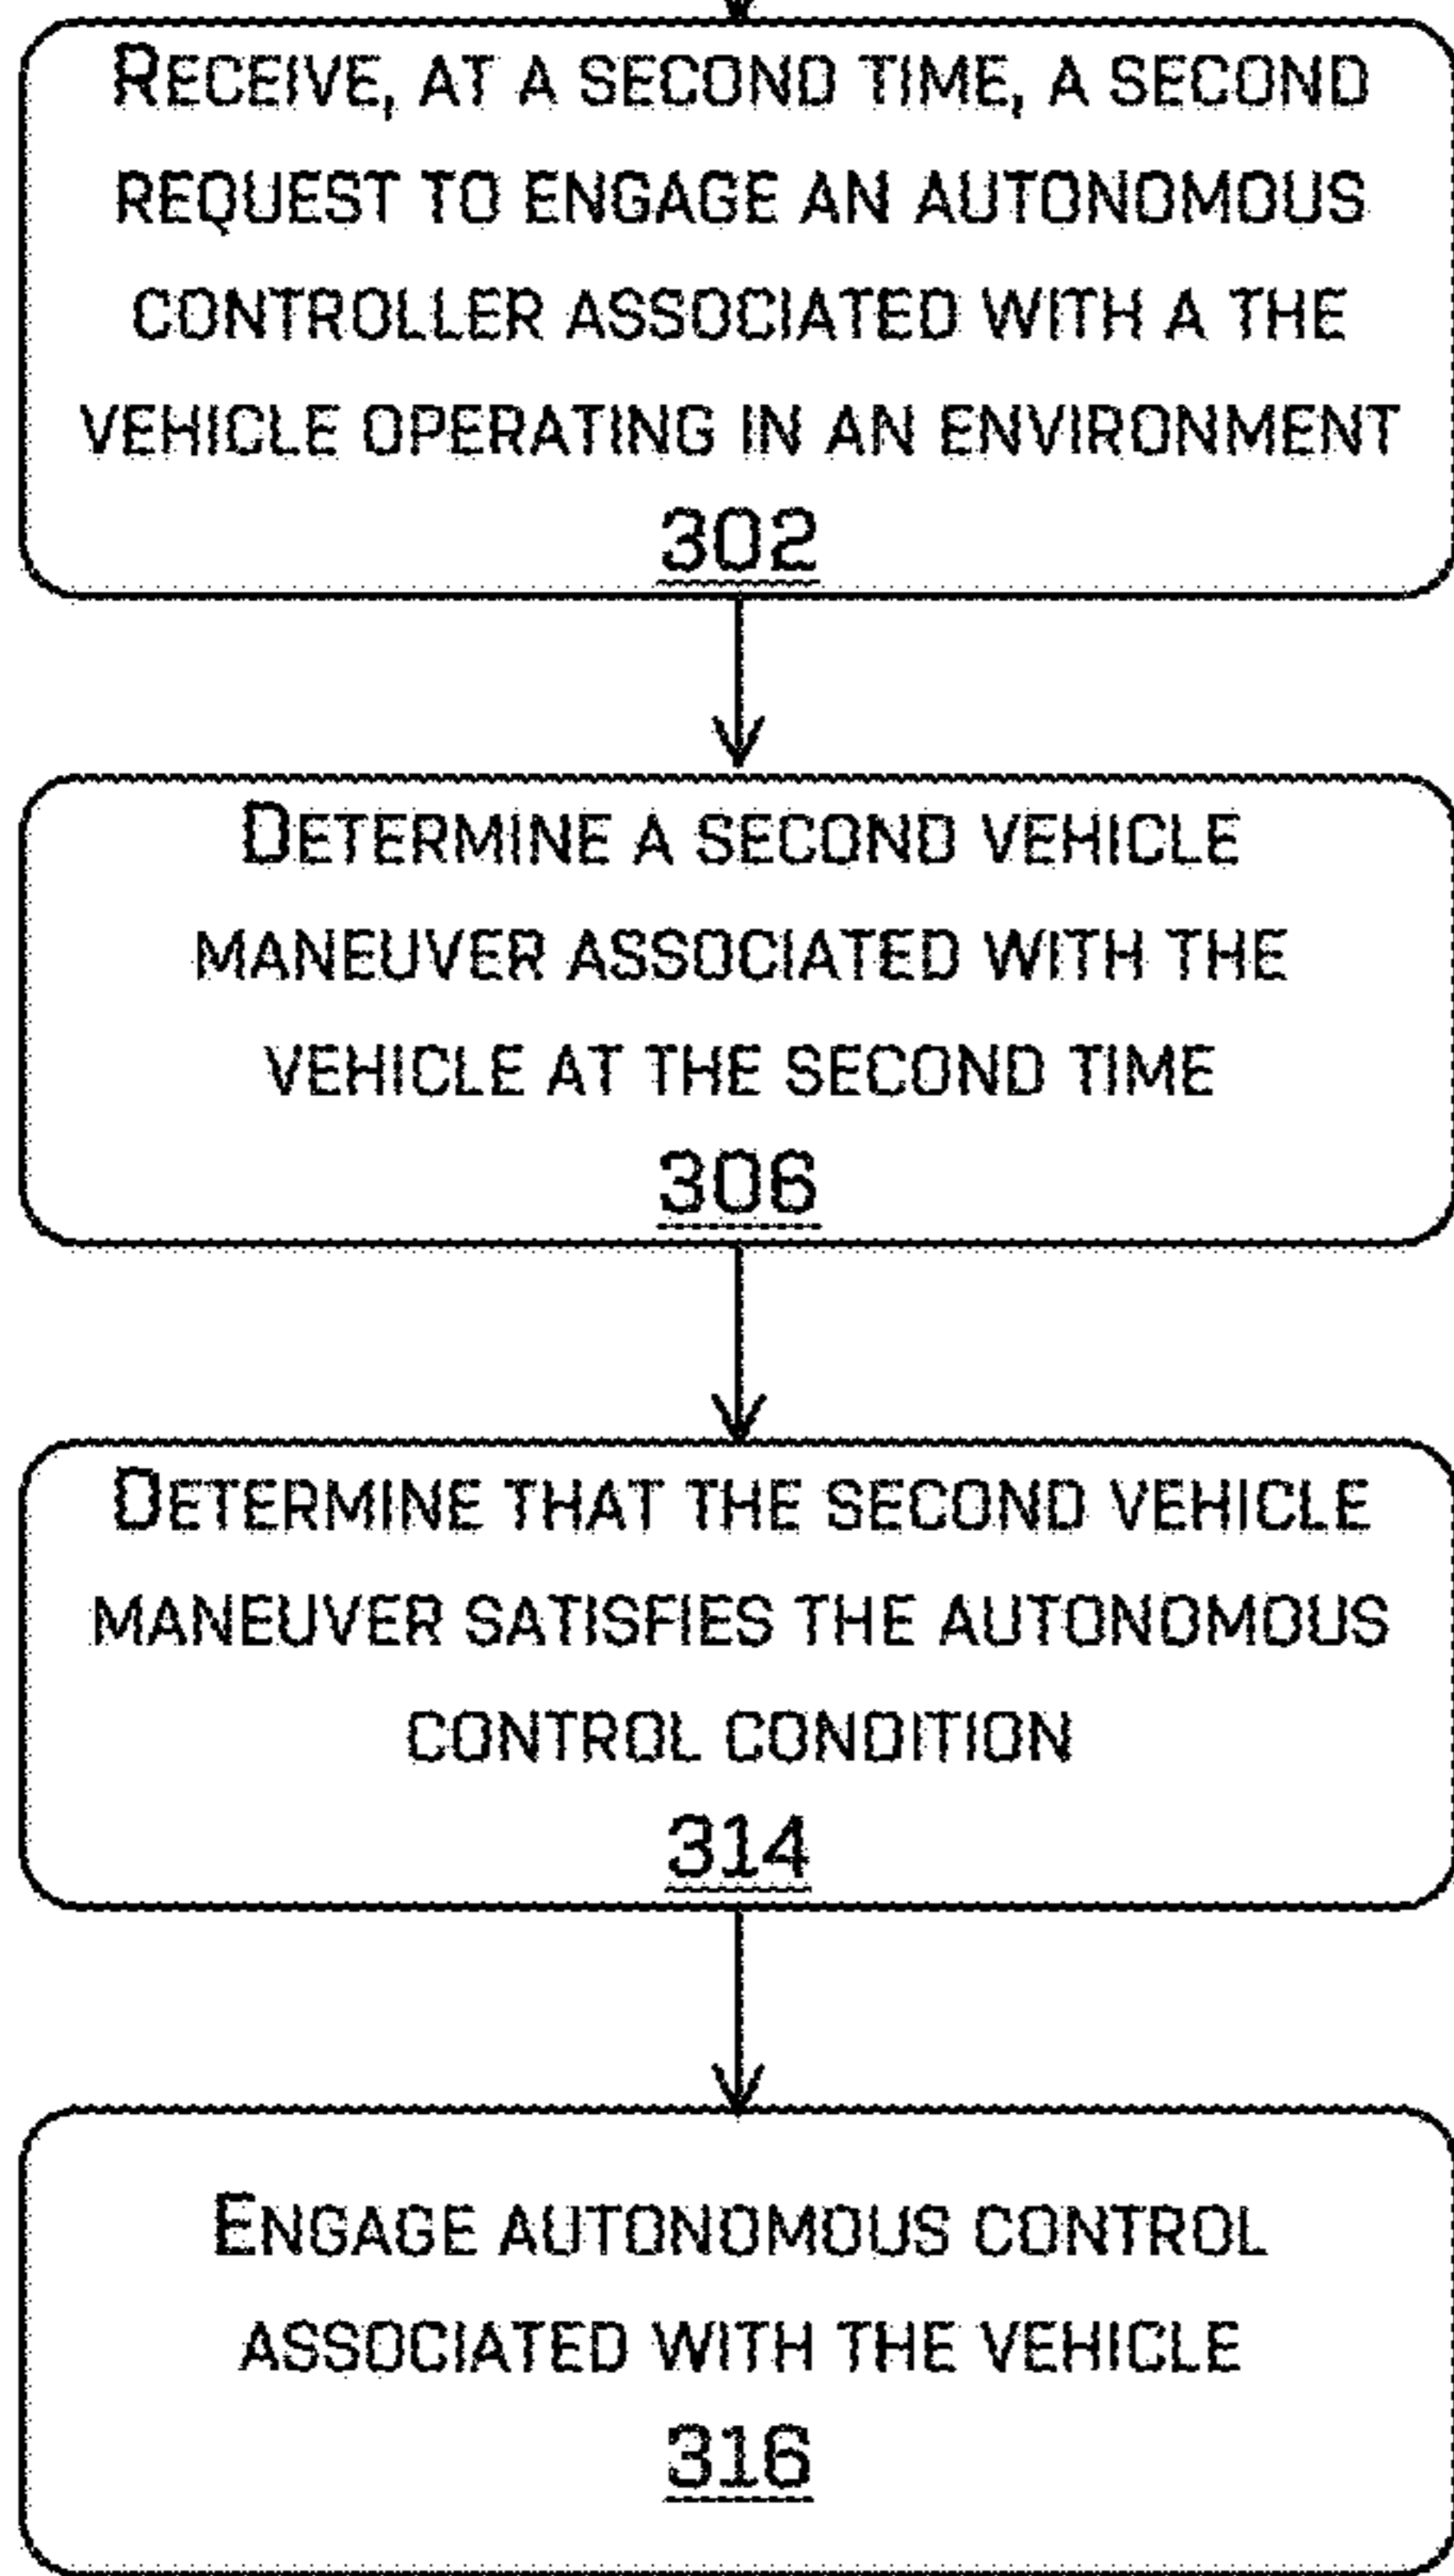 RECEIVE, AT A SECOND TIME, A SECOND
REQUEST TO ENGAGE AN AUTONOMOUS
CONTROLLER ASSOCIATED WITH A THE
VEHICLE OPERATING IN AN ENVIRONMENT
302
DETERMINE A SECOND VEHICLE
MANEUVER ASSOCIATED WITH THE
VEHICLE AT THE SECOND TIME
306
DETERMINE THAT THE SECOND VEHICLE
MANEUVER SATISFIES THE AUTONOMOUS
CONTROL CONDITION
314
ENGAGE AUTONOMOUS CONTROL
ASSOCIATED WITH THE VEHICLE
316